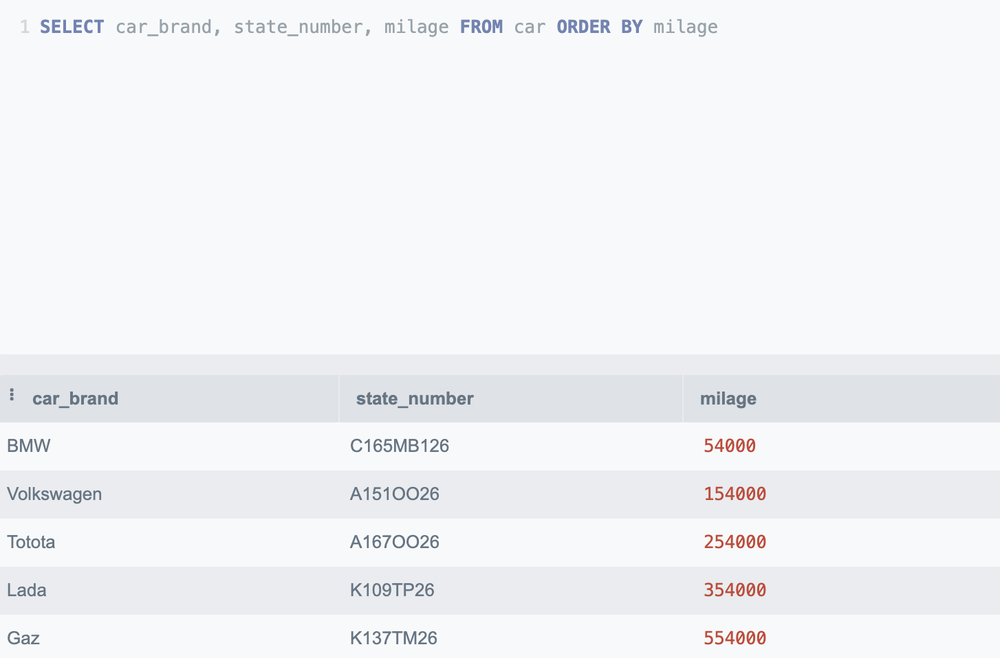 1 SELECT car_brand, state_number, milage FROM car ORDER BY milage
car_brand state_number milage
BMW C165MB126 54000
Volkswagen A151OO26 154000
Totota A167OO26 254000
Lada K109TP26 354000
Gaz K137TM26 554000